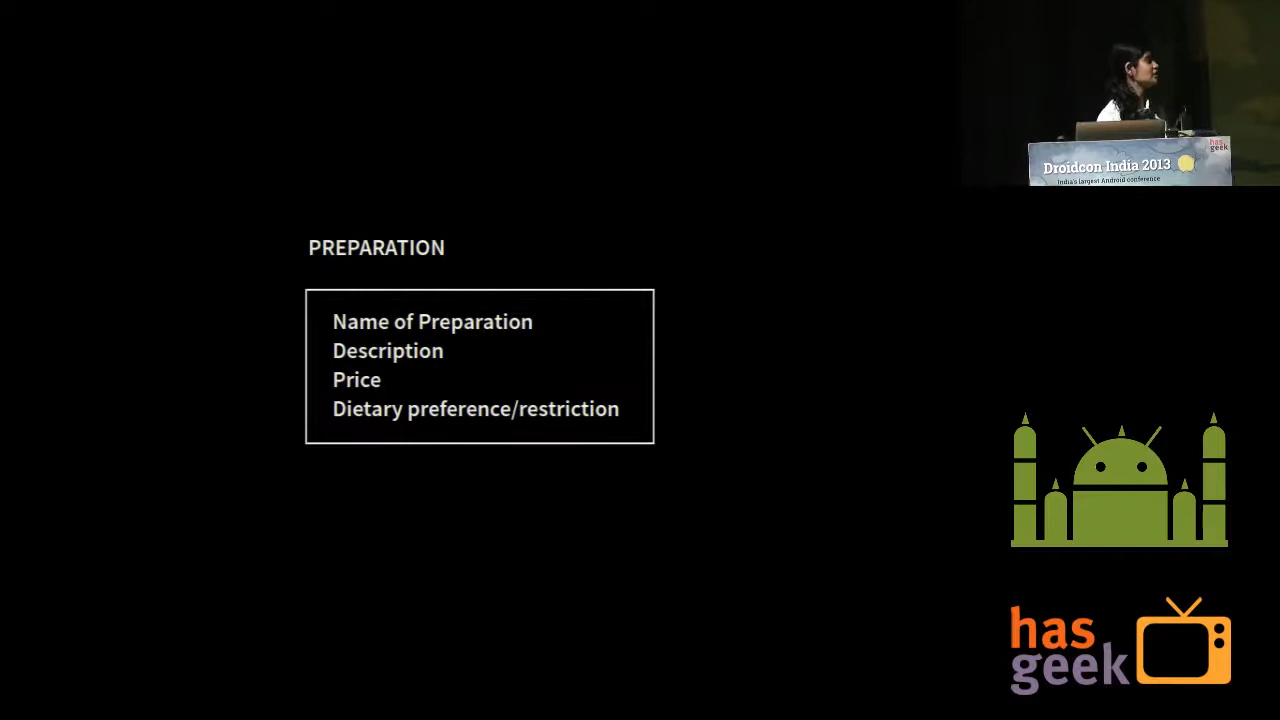 has
geek
Droidcon India 2013
India's largest Android conference
PREPARATION
Name of Preparation
Description
Price
Dietary preference/restriction
has
geek